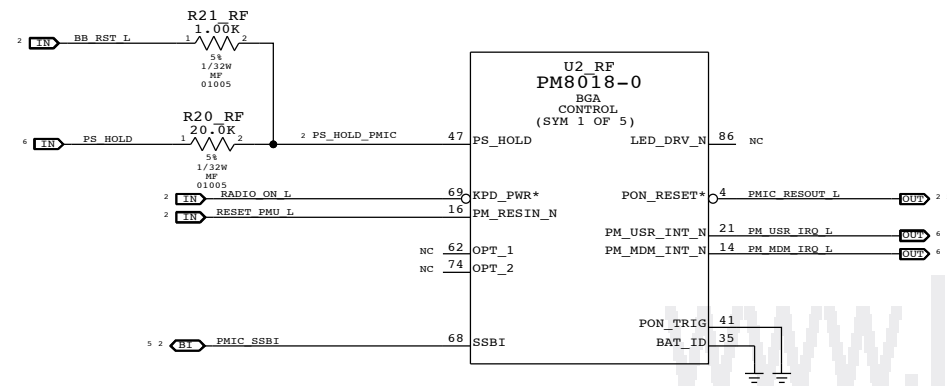 R21_RF
1.00K
2 IN BB_RST_L 1 2
5%
1/32W
MF
01005
R20_RF
20.0K
6 IN PS_HOLD 1 2 2 PS_HOLD_PMIC 47 PS_HOLD
5%
1/32W
MF
01005
U2_RF
PM8018-0
BGA
CONTROL
(SYM 1 OF 5)
LED_DRV_N 86 NC
2 IN RADIO_ON_L 69 KPD_PWR* PON_RESET* 4 PMIC_RESOUT_L OUT 2
2 IN RESET_PMU_L 16 PM_RESIN_N
PM_USR_INT_N 21 PM_USR_IRQ_L OUT 6
NC 62 OPT_1 PM_MDM_INT_N 14 PM_MDM_IRQ_L OUT 6
NC 74 OPT_2
PON_TRIG 41
5 2 BI PMIC_SSBI 68 SSBI BAT_ID 35
www.